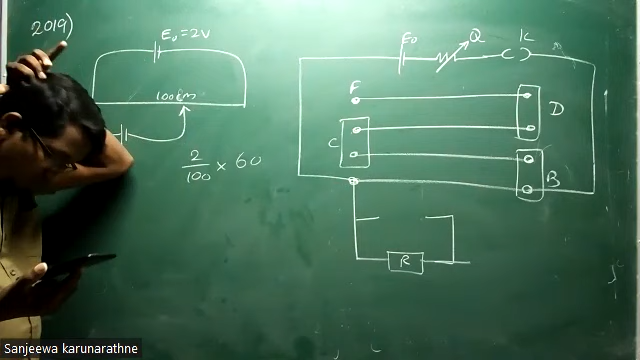 2019)
E₀=2V
100cm
2/100 × 60
E₀
Q
K
F
D
C
B
R
Sanjeewa karunarathne